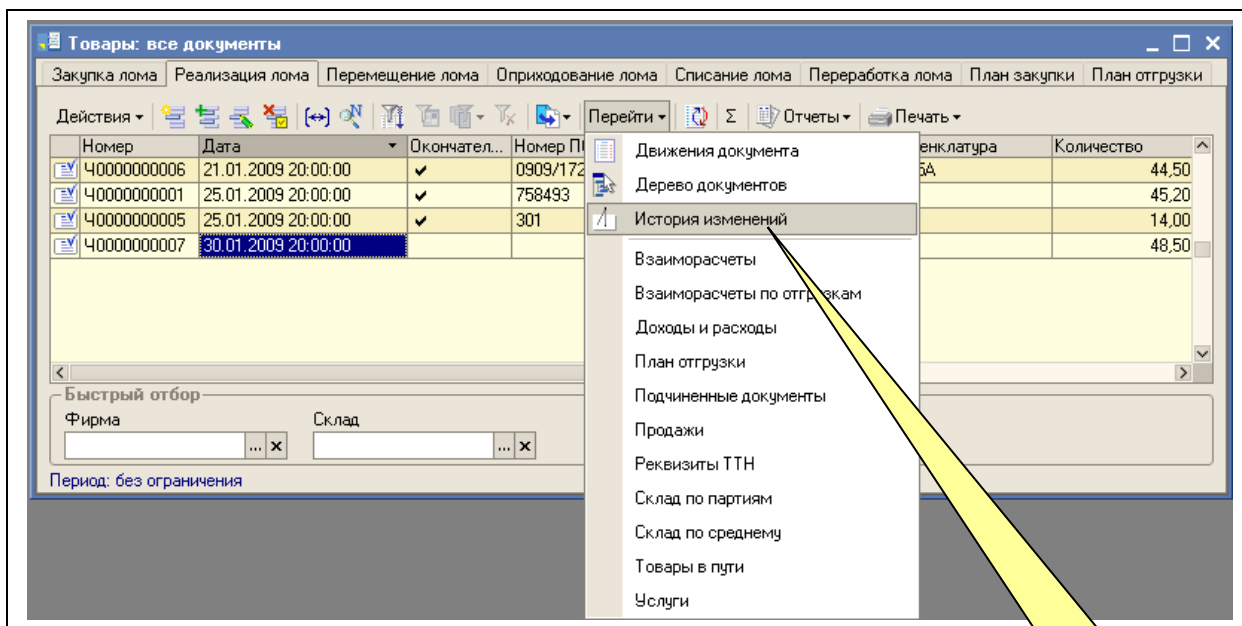 Товары: все документы
Закупка лома Реализация лома Перемещение лома Оприходование лома Списание лома Переработка лома План закупки План отгрузки
Действия Перейти Σ Отчеты Печать
Номер Дата Окончател... Номер Количество
Ч0000000006 21.01.2009 20:00:00 ✔ 0909/172 44,50
Ч0000000001 25.01.2009 20:00:00 ✔ 758493 45,20
Ч0000000005 25.01.2009 20:00:00 ✔ 301 14,00
Ч0000000007 30.01.2009 20:00:00 48,50
Движения документа
Дерево документов
История изменений
Взаиморасчеты
Взаиморасчеты по отгрузкам
Доходы и расходы
План отгрузки
Подчиненные документы
Продажи
Реквизиты ТТН
Склад по партиям
Склад по среднему
Товары в пути
Услуги
Быстрый отбор
Фирма Склад
... x ... x
Период: без ограничения